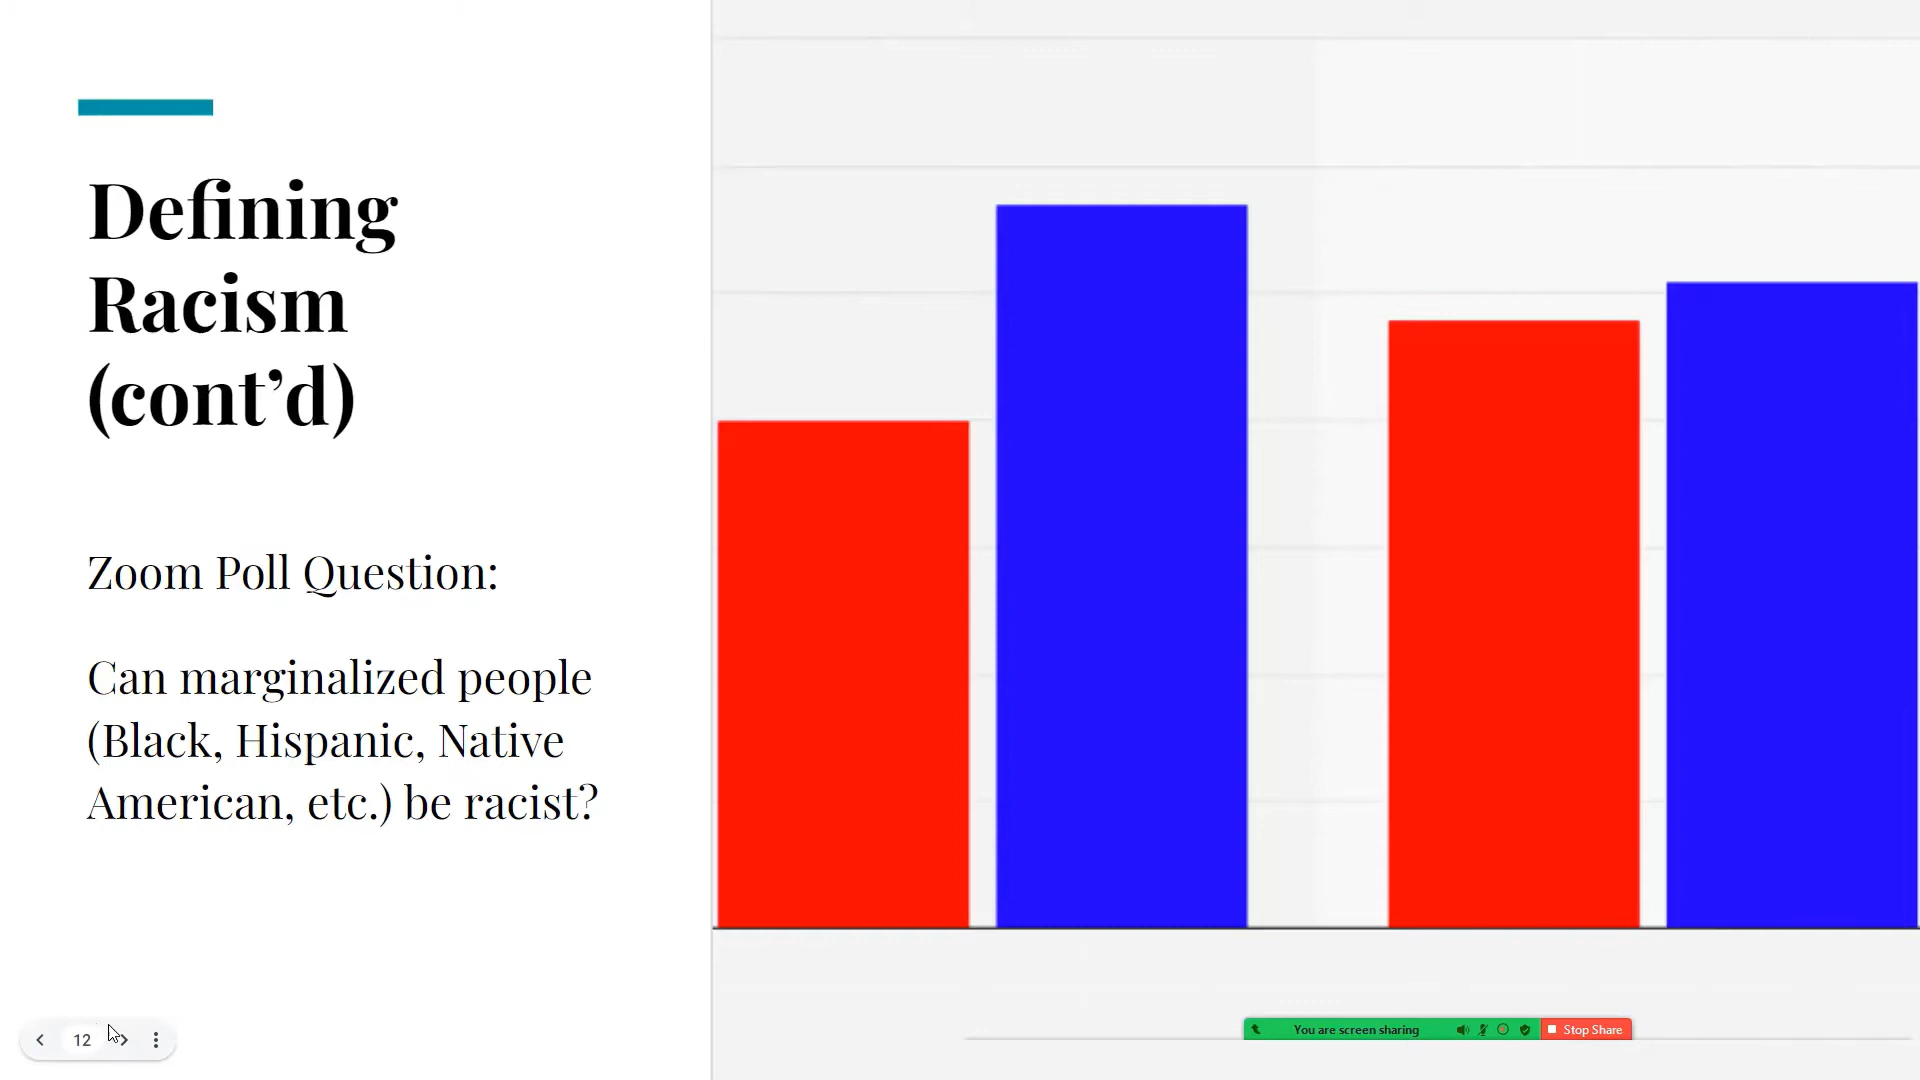 Defining
Racism
(cont’d)
Zoom Poll Question:
Can marginalized people
(Black, Hispanic, Native
American, etc.) be racist?
12
You are screen sharing
Stop Share